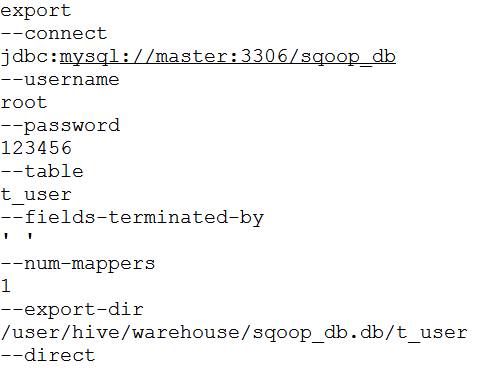 export
--connect
jdbc:mysql://master:3306/sqoop_db
--username
root
--password
123456
--table
t_user
--fields-terminated-by
' '
--num-mappers
1
--export-dir
/user/hive/warehouse/sqoop_db.db/t_user
--direct